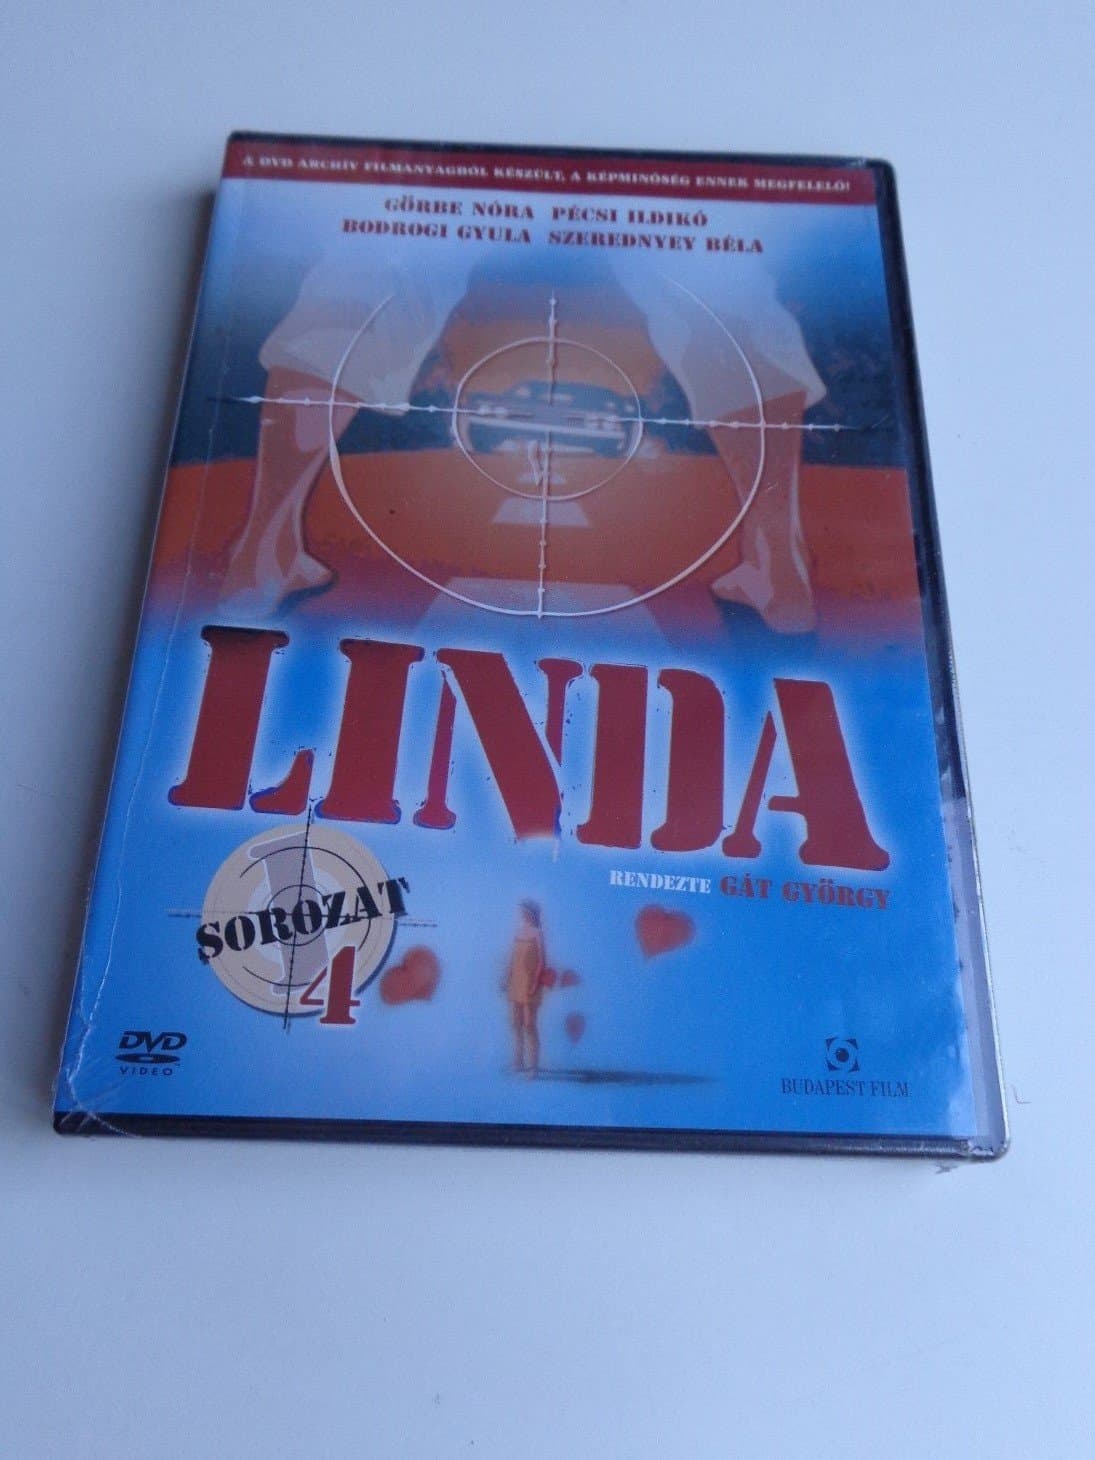 A DVD ARCHÍV FILMANYAGBÓL KÉSZÜLT, A KÉPMINŐSÉG ENNEK MEGFELELŐ!
GÖRBE NÓRA PÉCSI ILDIKÓ
BODROGI GYULA SZEREDNYEY BÉLA
LINDA
RENDEZTE GÁT GYÖRGY
SOROZAT
4
DVD
VIDEO
BUDAPEST FILM